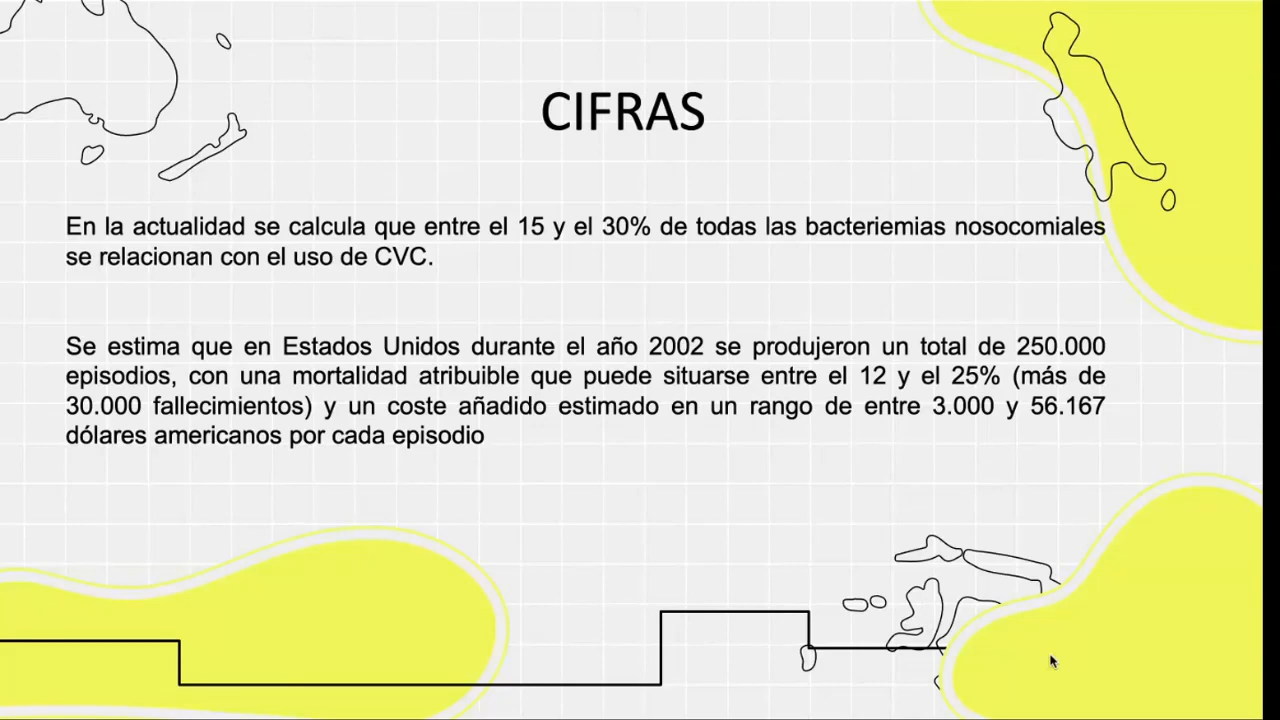 CIFRAS
En la actualidad se calcula que entre el 15 y el 30% de todas las bacteriemias nosocomiales
se relacionan con el uso de CVC.
Se estima que en Estados Unidos durante el año 2002 se produjeron un total de 250.000
episodios, con una mortalidad atribuible que puede situarse entre el 12 y el 25% (más de
30.000 fallecimientos) y un coste añadido estimado en un rango de entre 3.000 y 56.167
dólares americanos por cada episodio